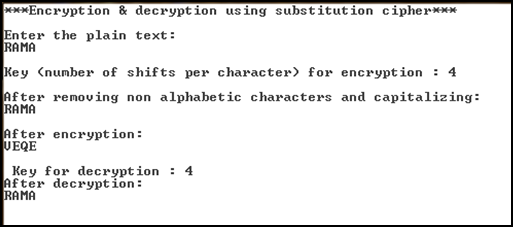 ***Encryption & decryption using substitution cipher***
Enter the plain text:
RAMA
Key (number of shifts per character) for encryption : 4
After removing non alphabetic characters and capitalizing:
RAMA
After encryption:
VEQE
Key for decryption : 4
After decryption:
RAMA